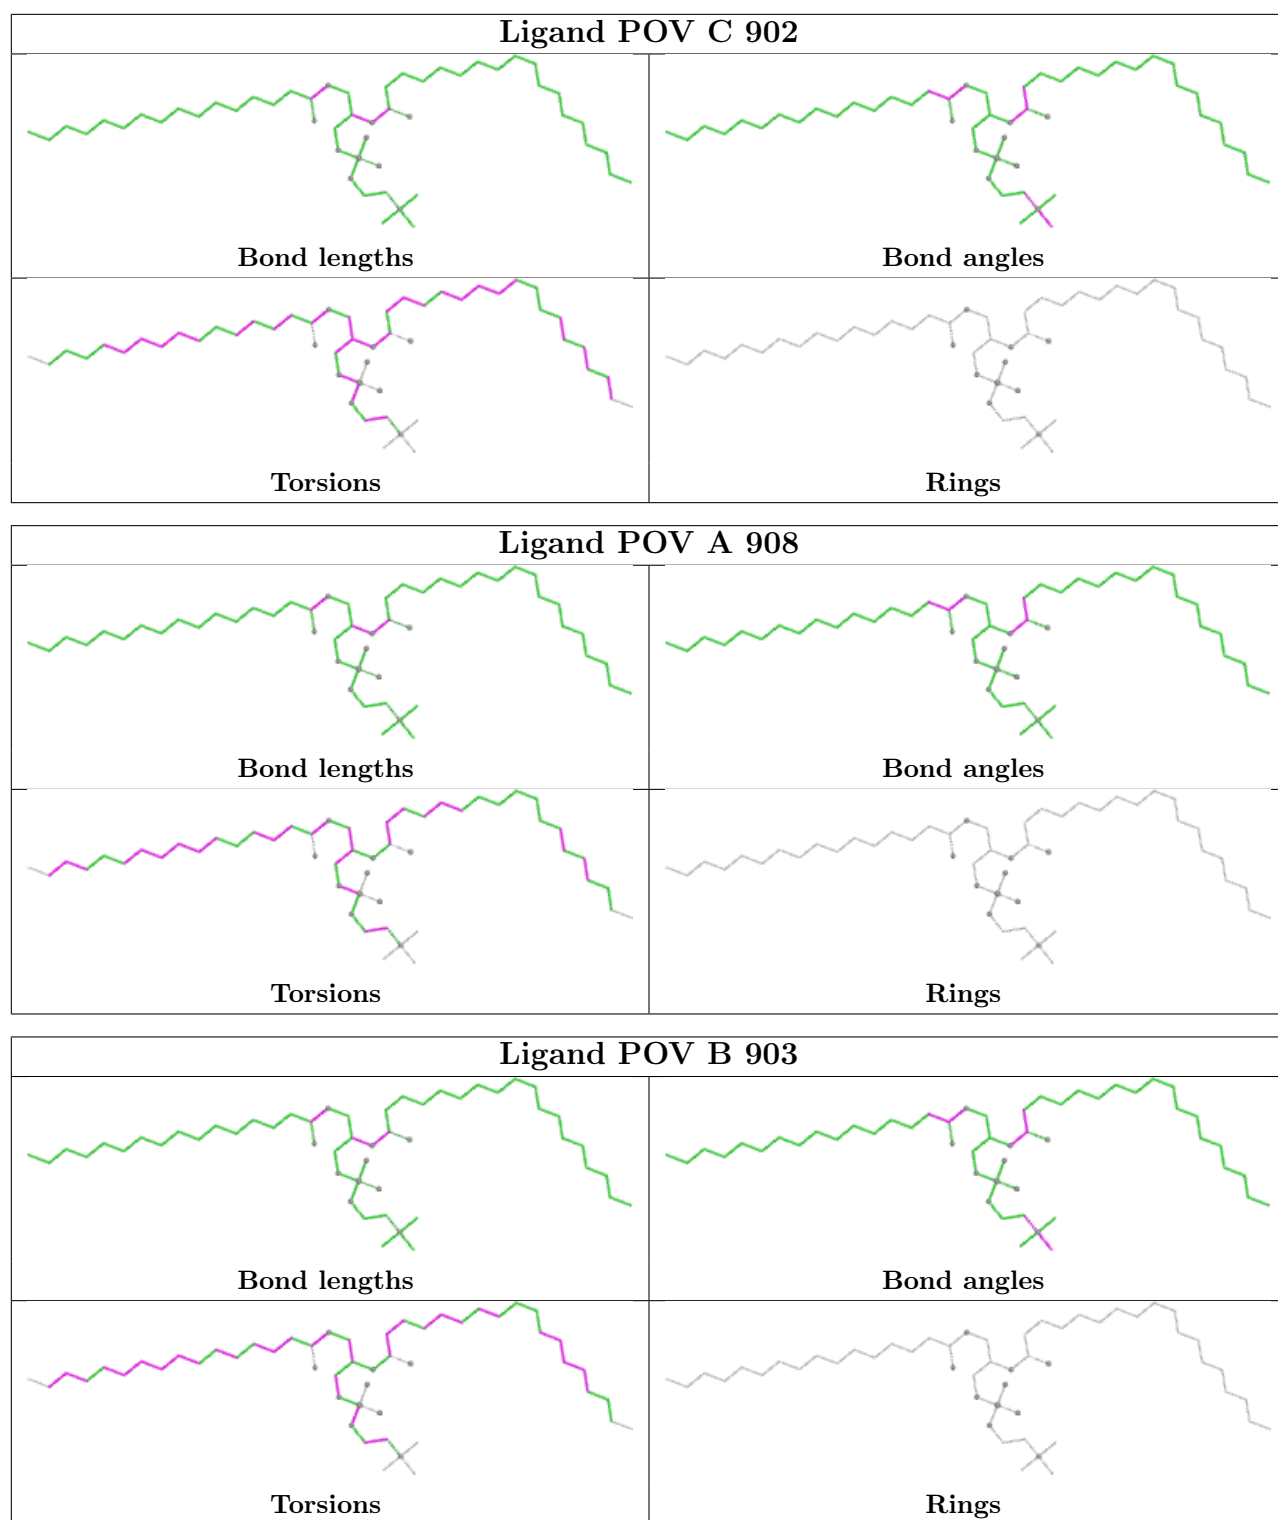 Ligand POV C 902
Bond lengths
Bond angles
Torsions
Rings
Ligand POV A 908
Bond lengths
Bond angles
Torsions
Rings
Ligand POV B 903
Bond lengths
Bond angles
Torsions
Rings